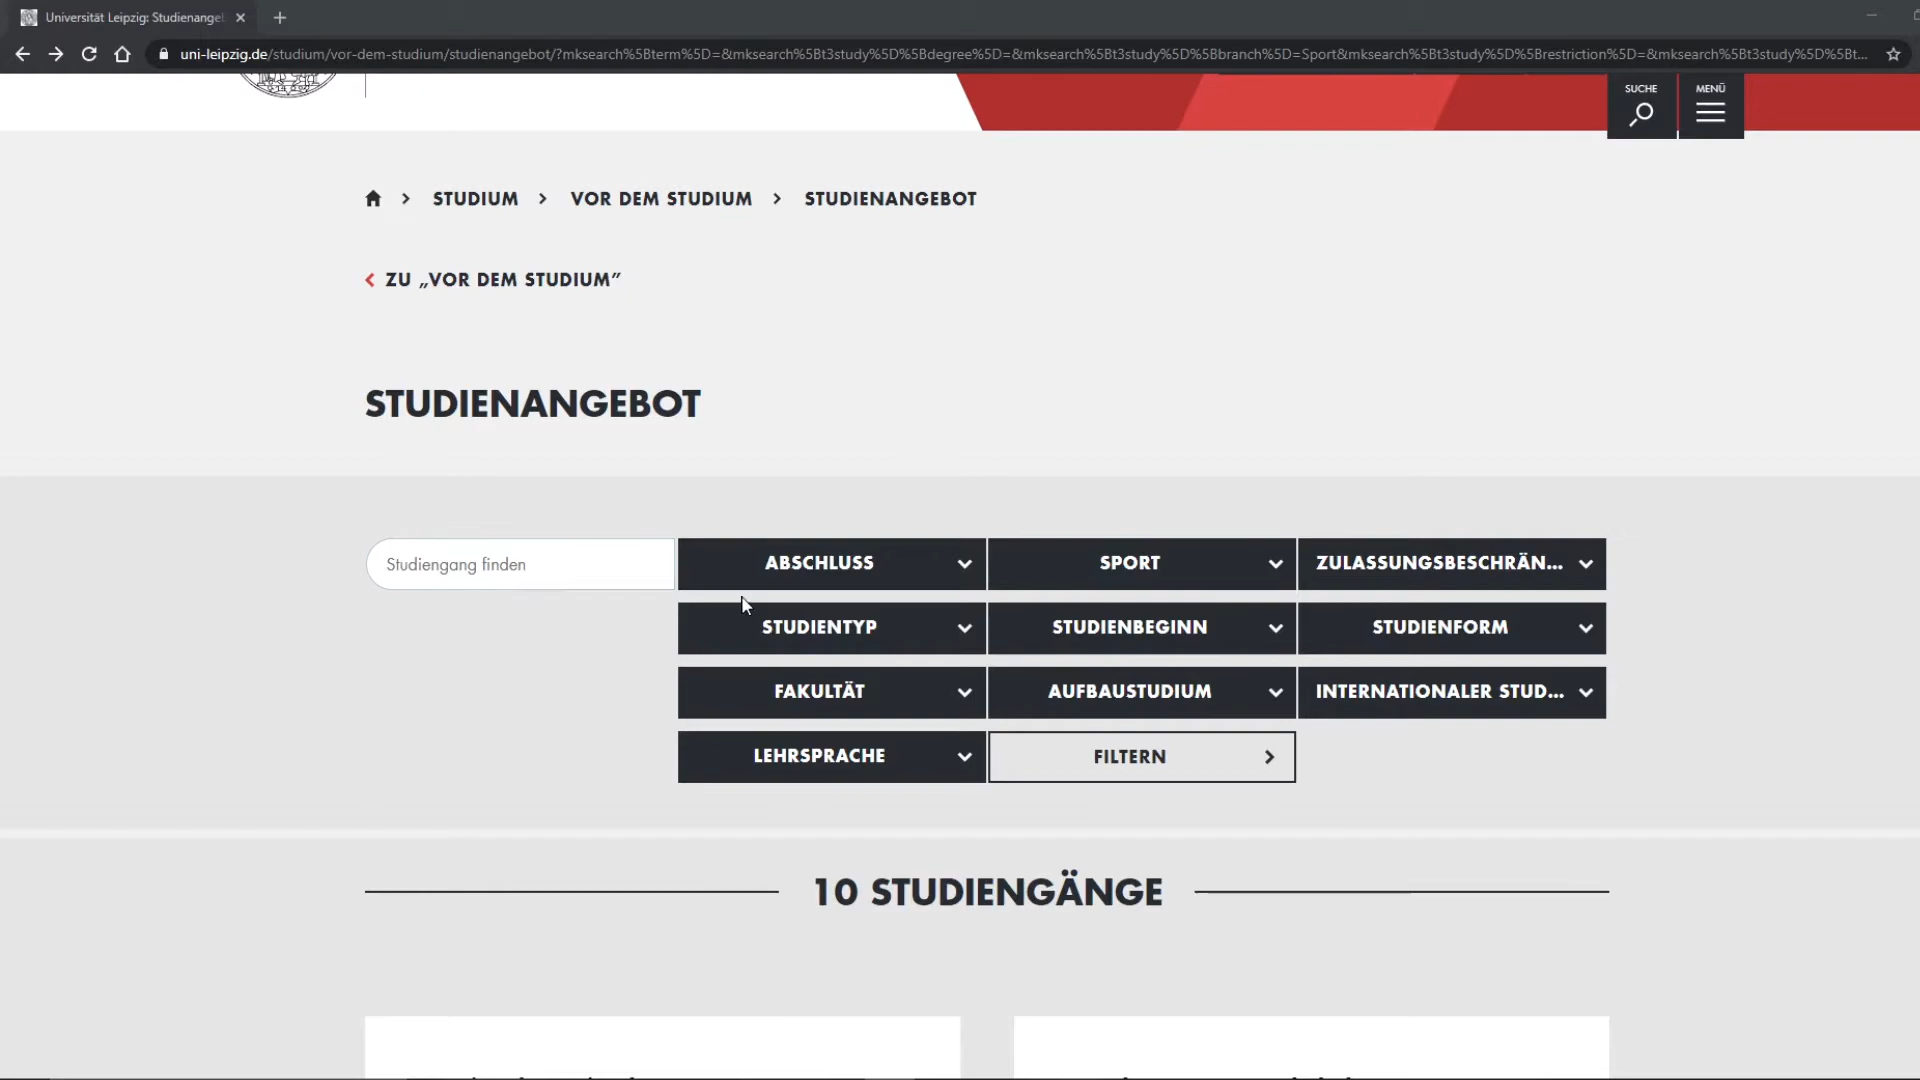 Universität Leipzig: Studienangel
uni-leipzig.de/studium/vor-dem-studium/studienangebot/?mksearch%5Bterm%5D=&mksearch%5Bt3study%5D%5Bdegree%5D=&mksearch%5Bt3study%5D%5Bbranch%5D=Sport&mksearch%5Bt3study%5D%5Brestriction%5D=&mksearch%5Bt3study%5D%5Bt...
SUCHE
MENÜ
STUDIUM > VOR DEM STUDIUM > STUDIENANGEBOT
ZU „VOR DEM STUDIUM”
STUDIENANGEBOT
Studiengang finden
ABSCHLUSS
SPORT
ZULASSUNGSBESCHRÄN...
STUDIENTYP
STUDIENBEGINN
STUDIENFORM
FAKULTÄT
AUFBAUSTUDIUM
INTERNATIONALER STUD...
LEHRSPRACHE
FILTERN
10 STUDIENGÄNGE